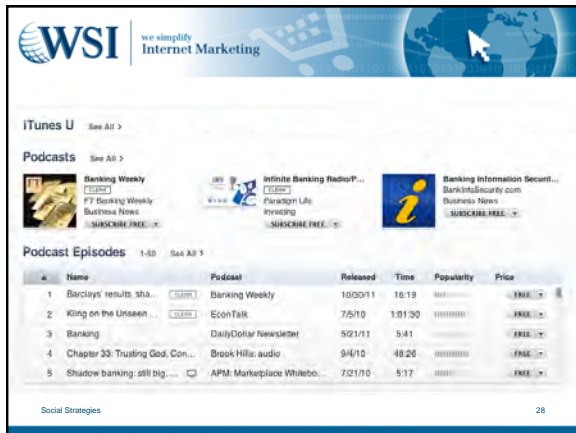 WSI
we simplify
Internet Marketing
iTunes U See All >
Podcasts See All >
Banking Weekly
CLEAN
FT Banking Weekly
Business News
SUBSCRIBE FREE
Infinite Banking Radio/P...
CLEAN
Paradigm Life
Investing
SUBSCRIBE FREE
Banking Information Securit...
BankInfoSecurity.com
Business News
SUBSCRIBE FREE
Podcast Episodes 1-50 See All >
Name Podcast Released Time Popularity Price
1 Barclays' results, sha... CLEAN Banking Weekly 10/30/11 16:19 FREE
2 Kling on the Unseen ... CLEAN EconTalk 7/5/10 1:01:30 FREE
3 Banking DailyDollar Newsletter 5/21/11 5:41 FREE
4 Chapter 33: Trusting God, Con... Brook Hills: audio 9/4/10 48:26 FREE
5 Shadow banking: still big, ... APM: Marketplace Whitebo... 7/21/10 5:17 FREE
Social Strategies 28